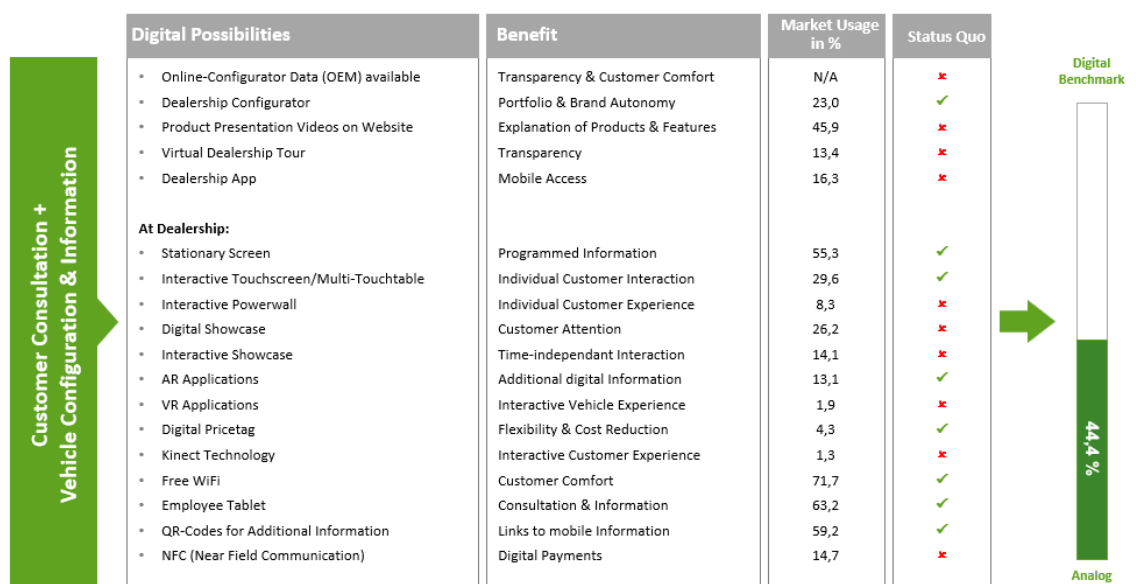 Digital Possibilities Benefit Market Usage in % Status Quo
Customer Consultation +
Vehicle Configuration & Information
• Online-Configurator Data (OEM) available Transparency & Customer Comfort N/A ✘
• Dealership Configurator Portfolio & Brand Autonomy 23,0 ✔
• Product Presentation Videos on Website Explanation of Products & Features 45,9 ✘
• Virtual Dealership Tour Transparency 13,4 ✘
• Dealership App Mobile Access 16,3 ✘
At Dealership:
• Stationary Screen Programmed Information 55,3 ✔
• Interactive Touchscreen/Multi-Touchtable Individual Customer Interaction 29,6 ✔
• Interactive Powerwall Individual Customer Experience 8,3 ✘
• Digital Showcase Customer Attention 26,2 ✘
• Interactive Showcase Time-independant Interaction 14,1 ✘
• AR Applications Additional digital Information 13,1 ✔
• VR Applications Interactive Vehicle Experience 1,9 ✘
• Digital Pricetag Flexibility & Cost Reduction 4,3 ✔
• Kinect Technology Interactive Customer Experience 1,3 ✘
• Free WiFi Customer Comfort 71,7 ✔
• Employee Tablet Consultation & Information 63,2 ✔
• QR-Codes for Additional Information Links to mobile Information 59,2 ✔
• NFC (Near Field Communication) Digital Payments 14,7 ✘
Digital
Benchmark
44,4 %
Analog